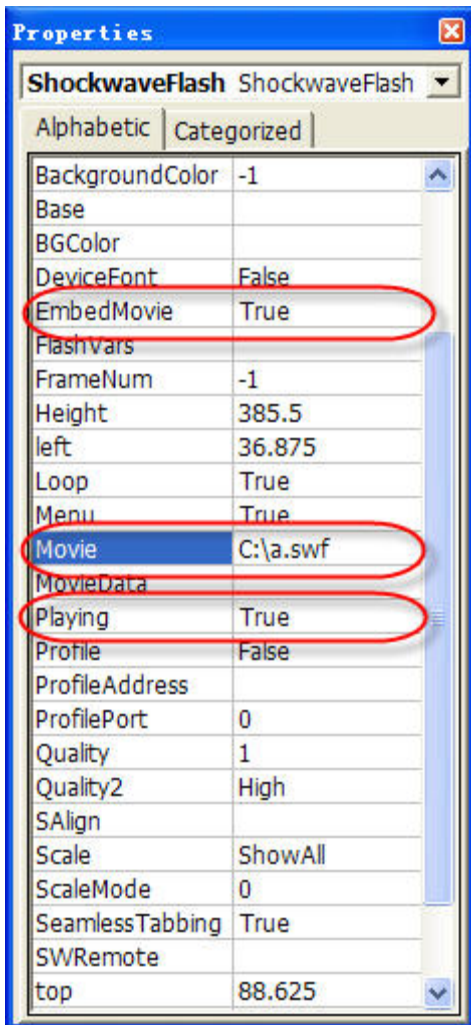 Properties
ShockwaveFlash ShockwaveFlash
Alphabetic Categorized
BackgroundColor -1
Base
BGColor
DeviceFont False
EmbedMovie True
FlashVars
FrameNum -1
Height 385.5
left 36.875
Loop True
Menu True
Movie C:\a.swf
MovieData
Playing True
Profile False
ProfileAddress
ProfilePort 0
Quality 1
Quality2 High
SAlign
Scale ShowAll
ScaleMode 0
SeamlessTabbing True
SWRemote
top 88.625